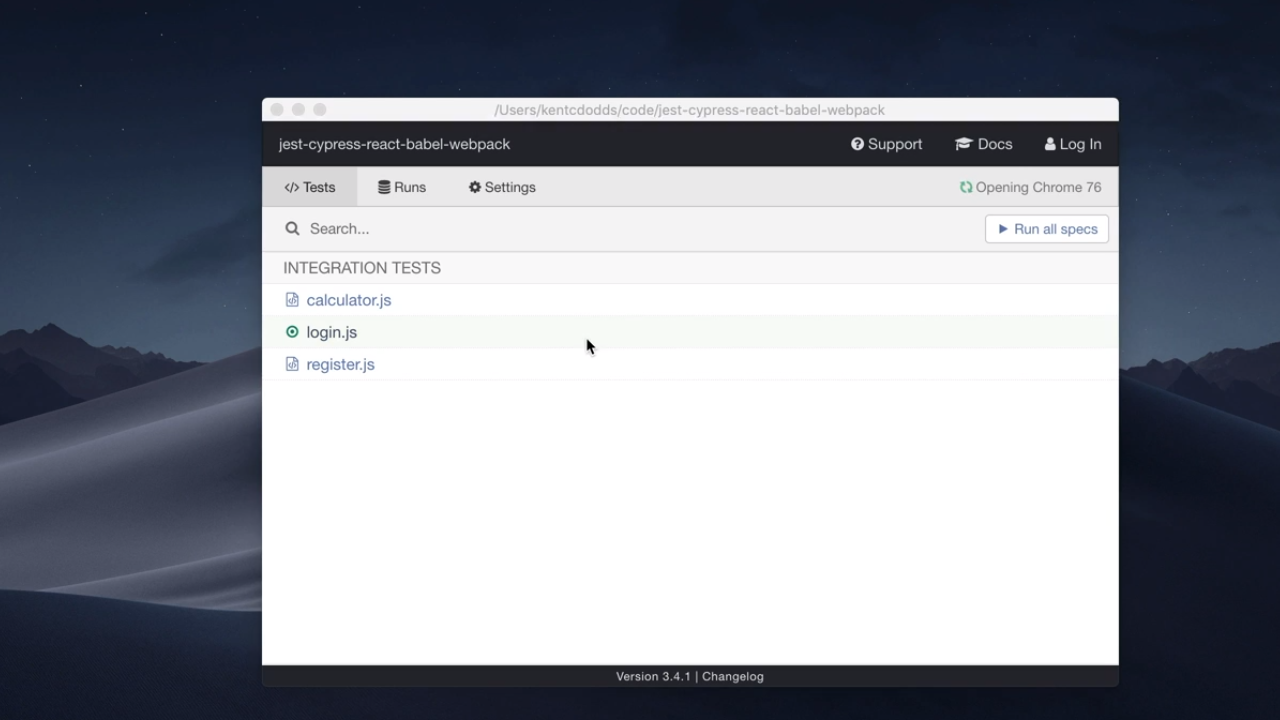 /Users/kentcdodds/code/jest-cypress-react-babel-webpack
jest-cypress-react-babel-webpack Support Docs Log In
</> Tests Runs Settings Opening Chrome 76
Search... Run all specs
INTEGRATION TESTS
calculator.js
login.js
register.js
Version 3.4.1 | Changelog